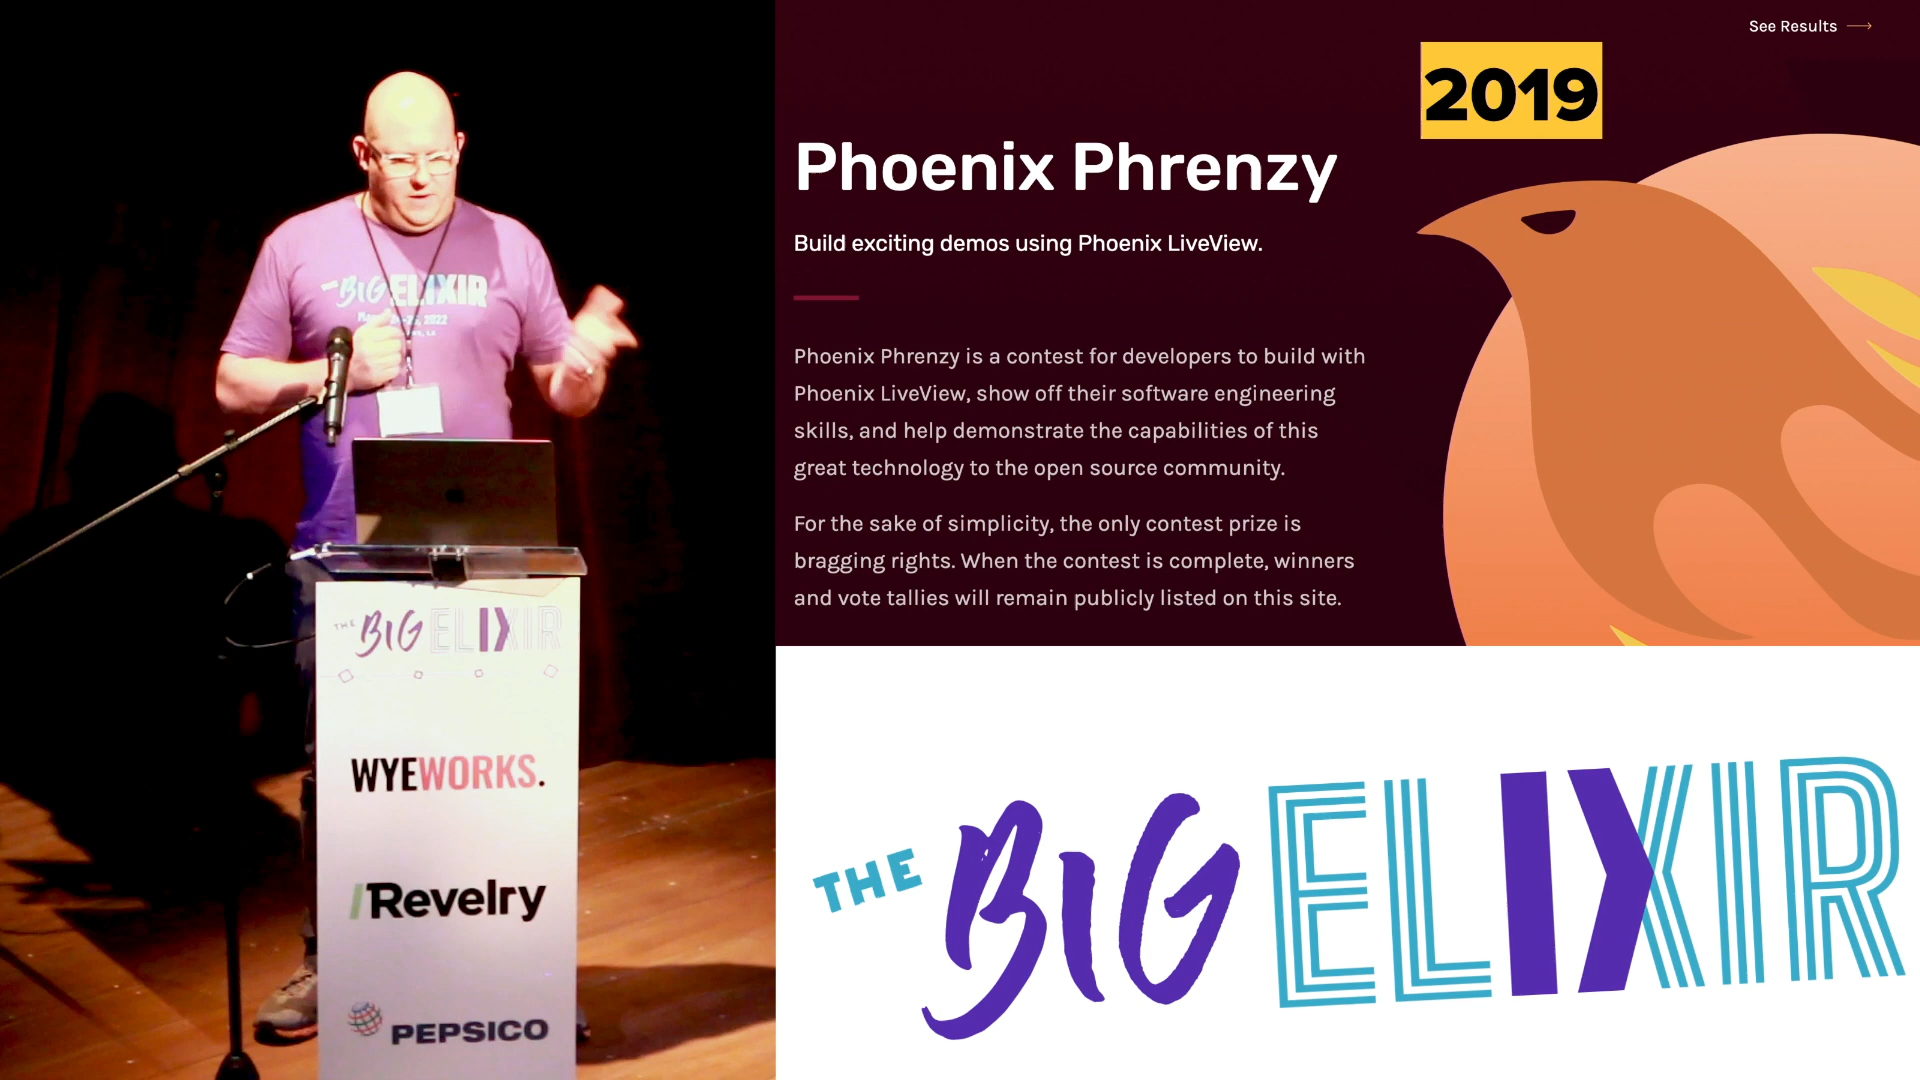 See Results
2019
Phoenix Phrenzy
Build exciting demos using Phoenix LiveView.
Phoenix Phrenzy is a contest for developers to build with
Phoenix LiveView, show off their software engineering
skills, and help demonstrate the capabilities of this
great technology to the open source community.
For the sake of simplicity, the only contest prize is
bragging rights. When the contest is complete, winners
and vote tallies will remain publicly listed on this site.
THE BIG ELIXIR
THE BIG ELIXIR
2022
THE BIG ELIXIR
WYEWORKS.
Revelry
PEPSICO